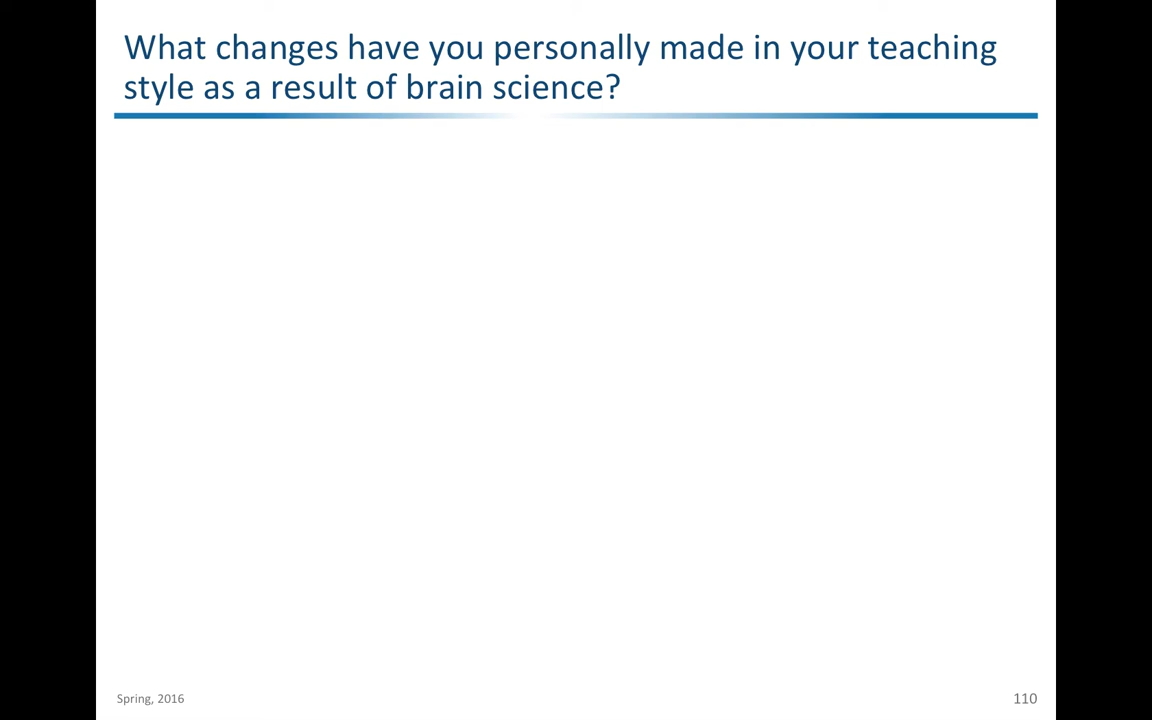 What changes have you personally made in your teaching
style as a result of brain science?
Spring, 2016
110